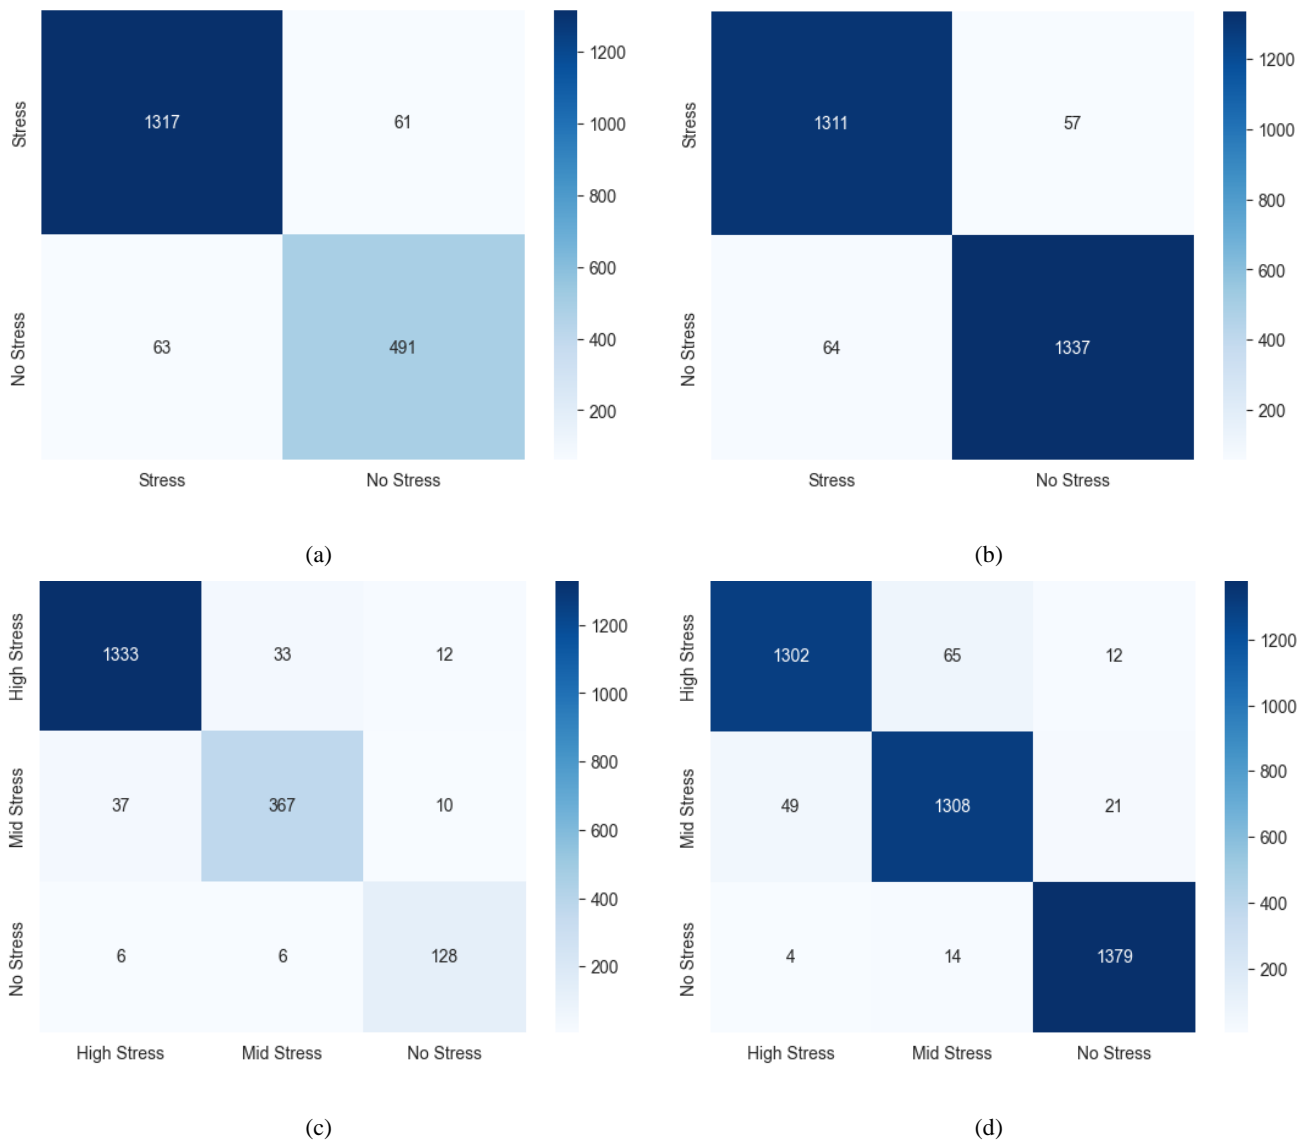 Stress
1317 61
No Stress
63 491
Stress No Stress
1200
1000
800
600
400
200
(a)
Stress
1311 57
No Stress
64 1337
Stress No Stress
1200
1000
800
600
400
200
(b)
High Stress
1333 33 12
Mid Stress
37 367 10
No Stress
6 6 128
High Stress Mid Stress No Stress
1200
1000
800
600
400
200
(c)
High Stress
1302 65 12
Mid Stress
49 1308 21
No Stress
4 14 1379
High Stress Mid Stress No Stress
1200
1000
800
600
400
200
(d)